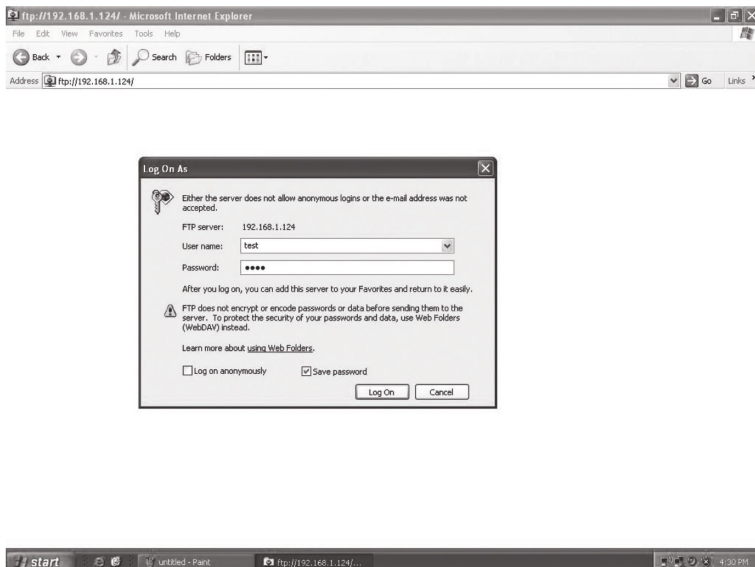 ftp://192.168.1.124/ - Microsoft Internet Explorer
File Edit View Favorites Tools Help
Back Search Folders
Address ftp://192.168.1.124/ Go Links
Log On As
Either the server does not allow anonymous logins or the e-mail address was not
accepted.
FTP server: 192.168.1.124
User name: test
Password: ••••
After you log on, you can add this server to your Favorites and return to it easily.
FTP does not encrypt or encode passwords or data before sending them to the
server. To protect the security of your passwords and data, use Web Folders
(WebDAV) instead.
Learn more about using Web Folders.
Log on anonymously Save password
Log On Cancel
start untitled - Paint ftp://192.168.1.124/... 4:30 PM